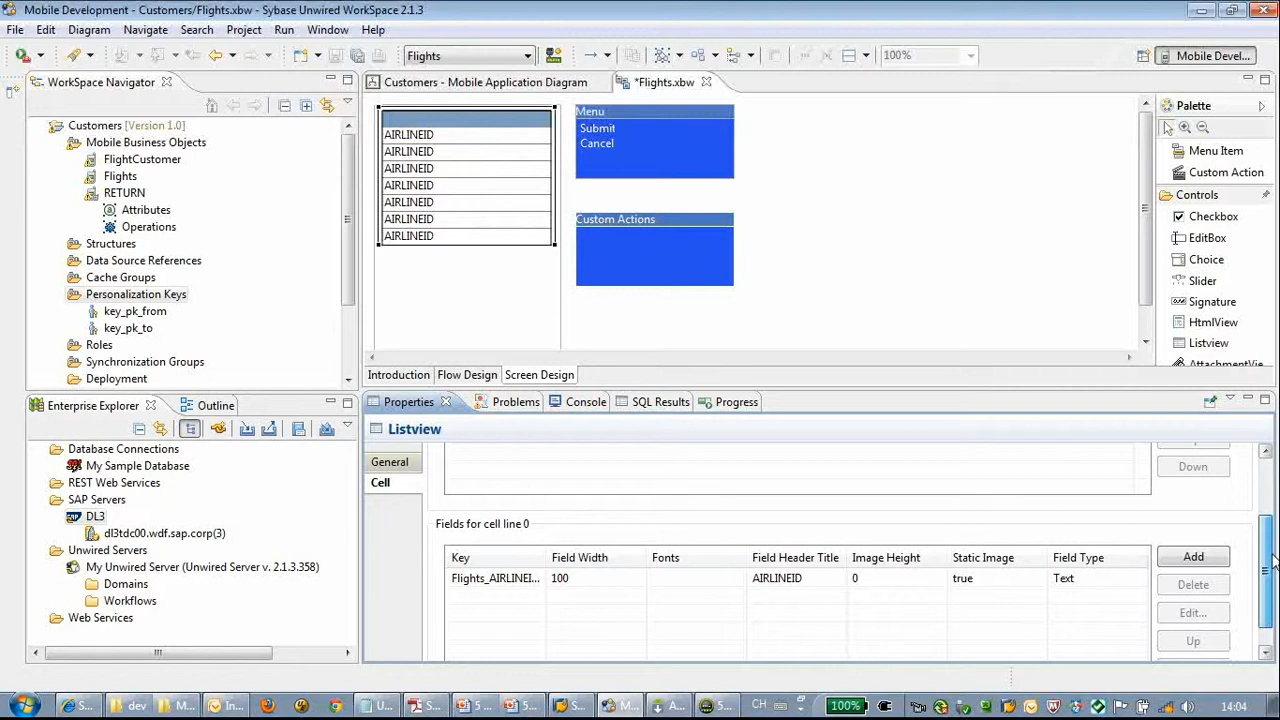 Mobile Development - Customers/Flights.xbw - Sybase Unwired WorkSpace 2.1.3
File Edit Diagram Navigate Search Project Run Window Help
Flights 100% Mobile Devel...
WorkSpace Navigator
Customers [Version 1.0]
Mobile Business Objects
FlightCustomer
Flights
RETURN
Attributes
Operations
Structures
Data Source References
Cache Groups
Personalization Keys
key_pk_from
key_pk_to
Roles
Synchronization Groups
Deployment
Customers - Mobile Application Diagram *Flights.xbw
AIRLINEID
AIRLINEID
AIRLINEID
AIRLINEID
AIRLINEID
AIRLINEID
AIRLINEID
Menu
Submit
Cancel
Custom Actions
Introduction Flow Design Screen Design
Palette
Menu Item
Custom Action
Controls
Checkbox
EditBox
Choice
Slider
Signature
HtmlView
Listview
AttachmentVie
Enterprise Explorer Outline
Database Connections
My Sample Database
REST Web Services
SAP Servers
DL3
dl3tdc00.wdf.sap.corp(3)
Unwired Servers
My Unwired Server (Unwired Server v. 2.1.3.358)
Domains
Workflows
Web Services
Properties Problems Console SQL Results Progress
Listview
General
Cell
Down
Fields for cell line 0
Key Field Width Fonts Field Header Title Image Height Static Image Field Type
Flights_AIRLINEI... 100 AIRLINEID 0 true Text
Add
Delete
Edit...
Up
S... dev In... U... S... 5 ... 5 ... S... M... A... 5... CH 100% 14:04